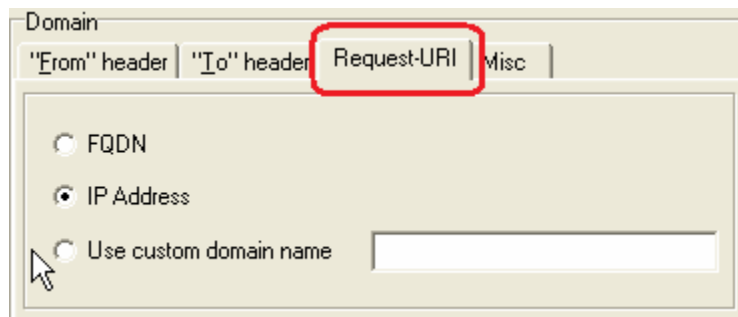 Domain
"From" header "To" header Request-URI Misc
FQDN
IP Address
Use custom domain name